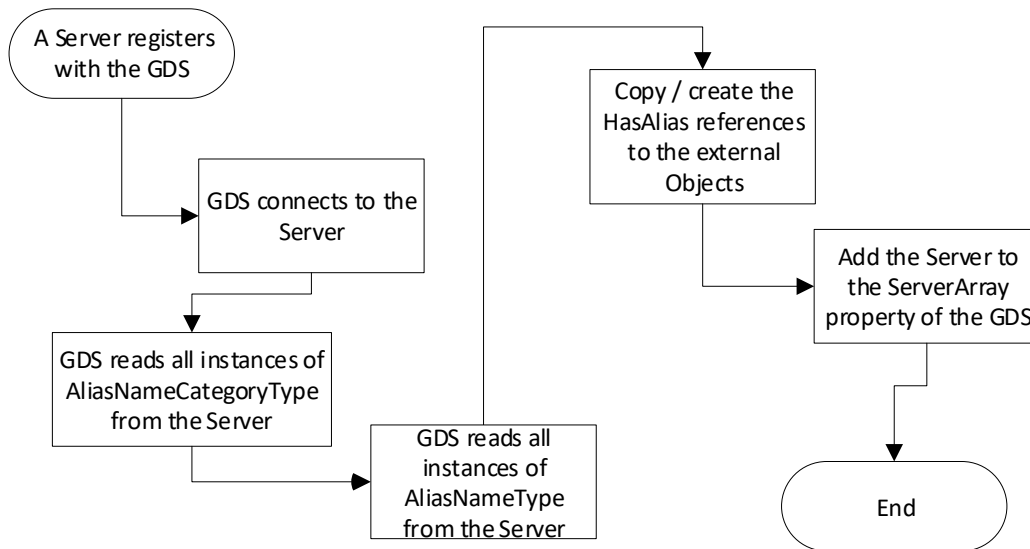 A Server registers
with the GDS
GDS connects to the
Server
GDS reads all instances of
AliasNameCategoryType
from the Server
GDS reads all
instances of
AliasNameType
from the Server
Copy / create the
HasAlias references
to the external
Objects
Add the Server to
the ServerArray
property of the GDS
End